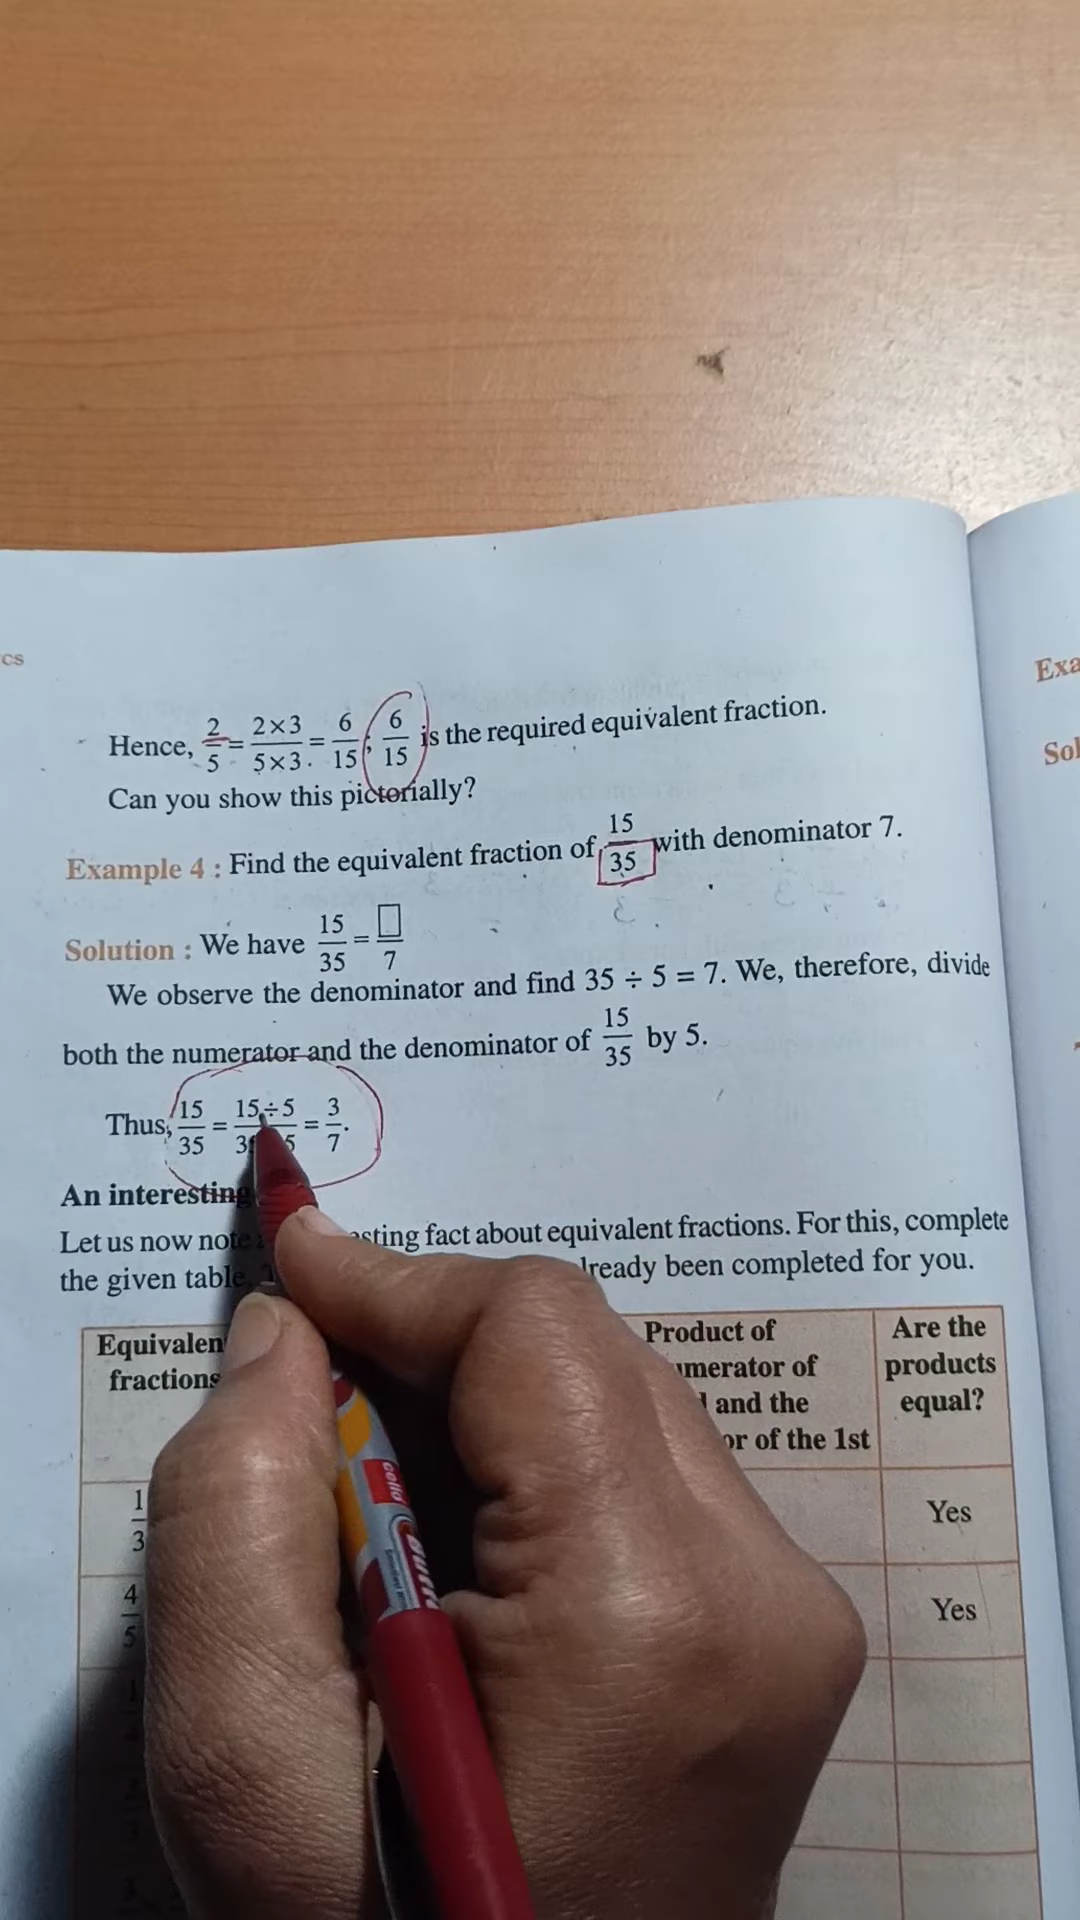 cs
Hence, 2/5 = 2×3/5×3. = 6/15; 6/15 is the required equivalent fraction.
Can you show this pictorially?
Example 4 : Find the equivalent fraction of 15/35 with denominator 7.
Solution : We have 15/35 = □/7
We observe the denominator and find 35 ÷ 5 = 7. We, therefore, divide
both the numerator and the denominator of 15/35 by 5.
Thus, 15/35 = 15÷5/ 5 = 3/7.
An interesting
Let us now note fact about equivalent fractions. For this, complete
the given table already been completed for you.
Equivalent
fractions
Product of
numerator of
and the
of the 1st
Are the
products
equal?
1/3 Yes
4/5 Yes
Exa
Sol
cello